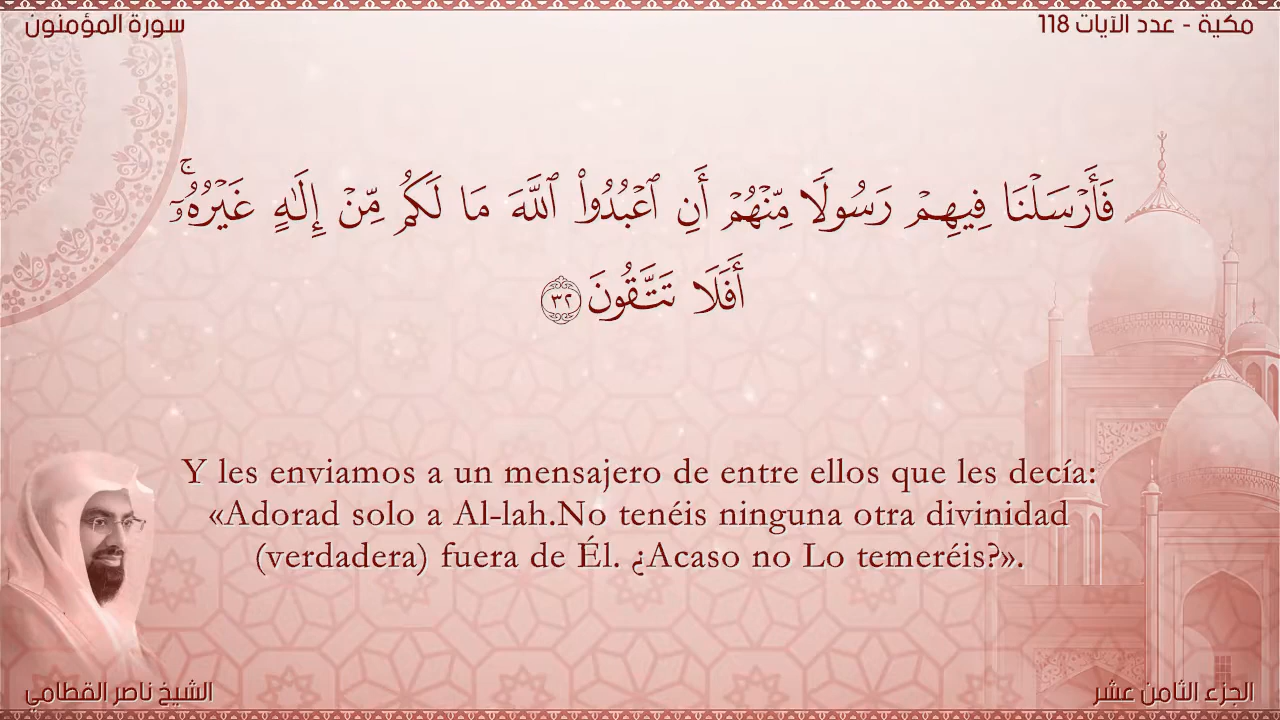 سورة المؤمنون
مكية - عدد الآيات 118
فَأَرْسَلْنَا فِيهِمْ رَسُولًا مِّنْهُمْ أَنِ ٱعْبُدُوا۟ ٱللَّهَ مَا لَكُم مِّنْ إِلَـٰهٍ غَيْرُهُۥٓ ۚ
أَفَلَا تَتَّقُونَ ٣٢
Y les enviamos a un mensajero de entre ellos que les decía:
«Adorad solo a Al-lah.No tenéis ninguna otra divinidad
(verdadera) fuera de Él. ¿Acaso no Lo temeréis?».
الشيخ ناصر القطامي
الجزء الثامن عشر